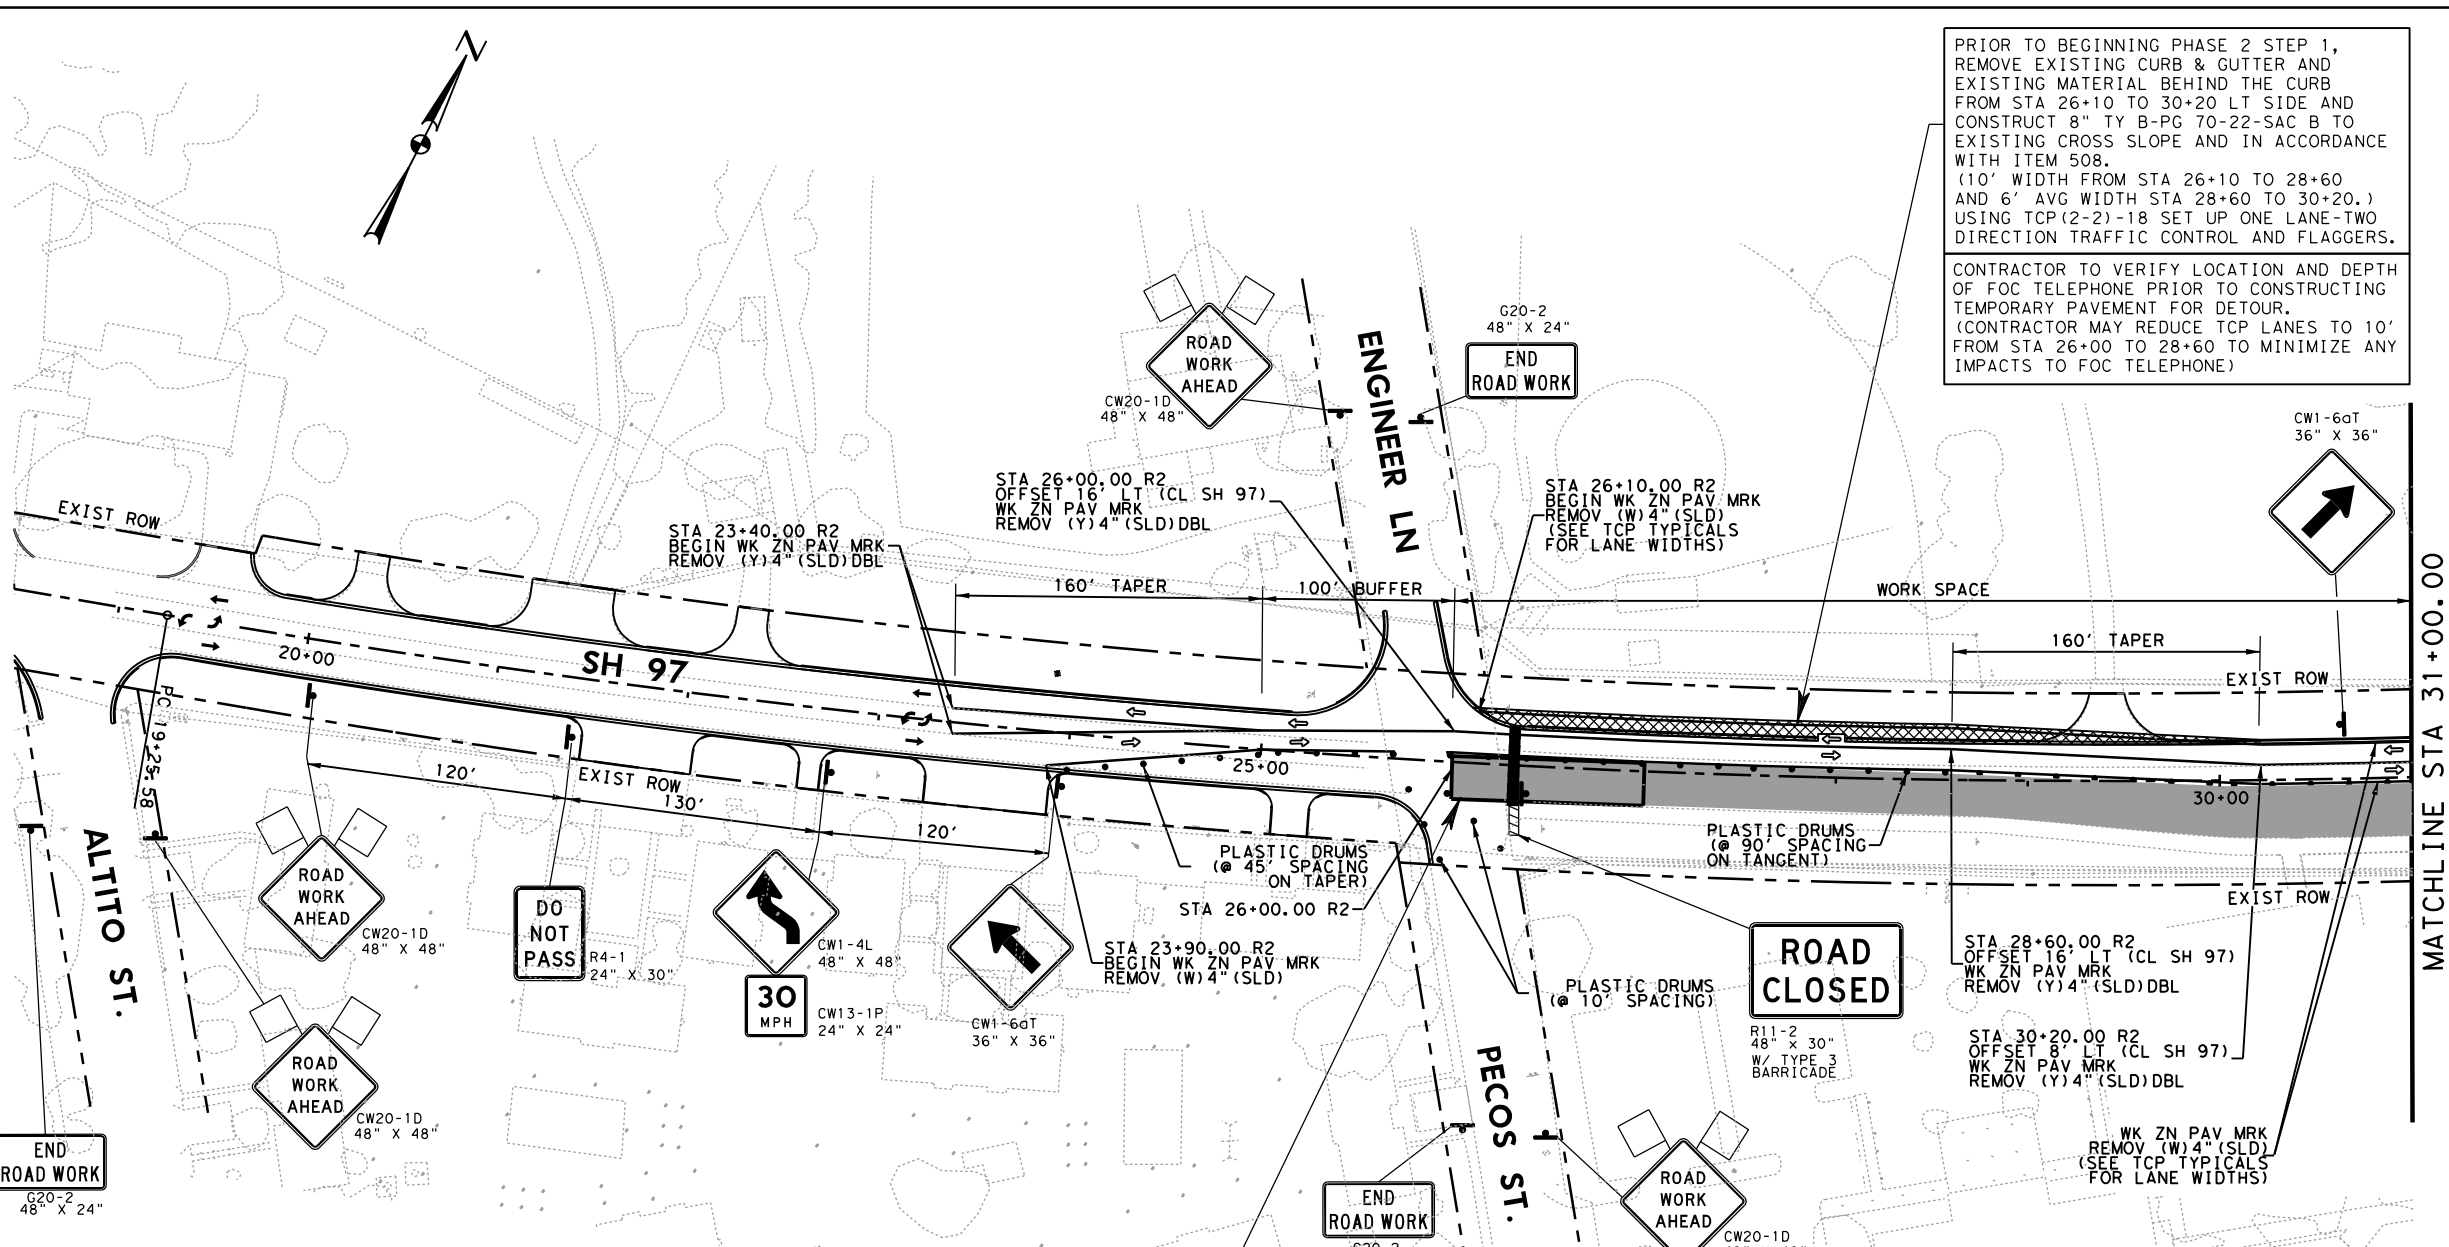 N
PRIOR TO BEGINNING PHASE 2 STEP 1,
REMOVE EXISTING CURB & GUTTER AND
EXISTING MATERIAL BEHIND THE CURB
FROM STA 26+10 TO 30+20 LT SIDE AND
CONSTRUCT 8" TY B-PG 70-22-SAC B TO
EXISTING CROSS SLOPE AND IN ACCORDANCE
WITH ITEM 508.
(10' WIDTH FROM STA 26+10 TO 28+60
AND 6' AVG WIDTH STA 28+60 TO 30+20.)
USING TCP(2-2)-18 SET UP ONE LANE-TWO
DIRECTION TRAFFIC CONTROL AND FLAGGERS.
CONTRACTOR TO VERIFY LOCATION AND DEPTH
OF FOC TELEPHONE PRIOR TO CONSTRUCTING
TEMPORARY PAVEMENT FOR DETOUR.
(CONTRACTOR MAY REDUCE TCP LANES TO 10'
FROM STA 26+00 TO 28+60 TO MINIMIZE ANY
IMPACTS TO FOC TELEPHONE)
ROAD
WORK
AHEAD
CW20-1D
48" X 48"
ENGINEER LN
G20-2
48" X 24"
END
ROAD WORK
CW1-6aT
36" X 36"
MATCHLINE STA 31+00.00
EXIST ROW
STA 23+40.00 R2
BEGIN WK ZN PAV MRK
REMOV (Y)4"(SLD)DBL
STA 26+00.00 R2
OFFSET 16' LT (CL SH 97)
WK ZN PAV MRK
REMOV (Y)4"(SLD)DBL
STA 26+10.00 R2
BEGIN WK ZN PAV MRK
REMOV (W)4"(SLD)
(SEE TCP TYPICALS
FOR LANE WIDTHS)
160' TAPER
100' BUFFER
WORK SPACE
160' TAPER
EXIST ROW
20+00
SH 97
PC 19+25.58
25+00
30+00
120'
EXIST ROW
130'
120'
PLASTIC DRUMS
(@ 45' SPACING
ON TAPER)
PLASTIC DRUMS
(@ 90' SPACING
ON TANGENT)
EXIST ROW
ALTITO ST.
ROAD
WORK
AHEAD
CW20-1D
48" X 48"
DO
NOT
PASS
R4-1
24" X 30"
CW1-4L
48" X 48"
30
MPH
CW13-1P
24" X 24"
CW1-6aT
36" X 36"
STA 26+00.00 R2
STA 23+90.00 R2
BEGIN WK ZN PAV MRK
REMOV (W)4"(SLD)
PLASTIC DRUMS
(@ 10' SPACING)
ROAD
CLOSED
R11-2
48" X 30"
W/ TYPE 3
BARRICADE
STA 28+60.00 R2
OFFSET 16' LT (CL SH 97)
WK ZN PAV MRK
REMOV (Y)4"(SLD)DBL
STA 30+20.00 R2
OFFSET 8' LT (CL SH 97)
WK ZN PAV MRK
REMOV (Y)4"(SLD)DBL
WK ZN PAV MRK
REMOV (W)4"(SLD)
(SEE TCP TYPICALS
FOR LANE WIDTHS)
ROAD
WORK
AHEAD
CW20-1D
48" X 48"
END
ROAD WORK
G20-2
48" X 24"
PECOS ST.
END
ROAD WORK
ROAD
WORK
AHEAD
CW20-1D